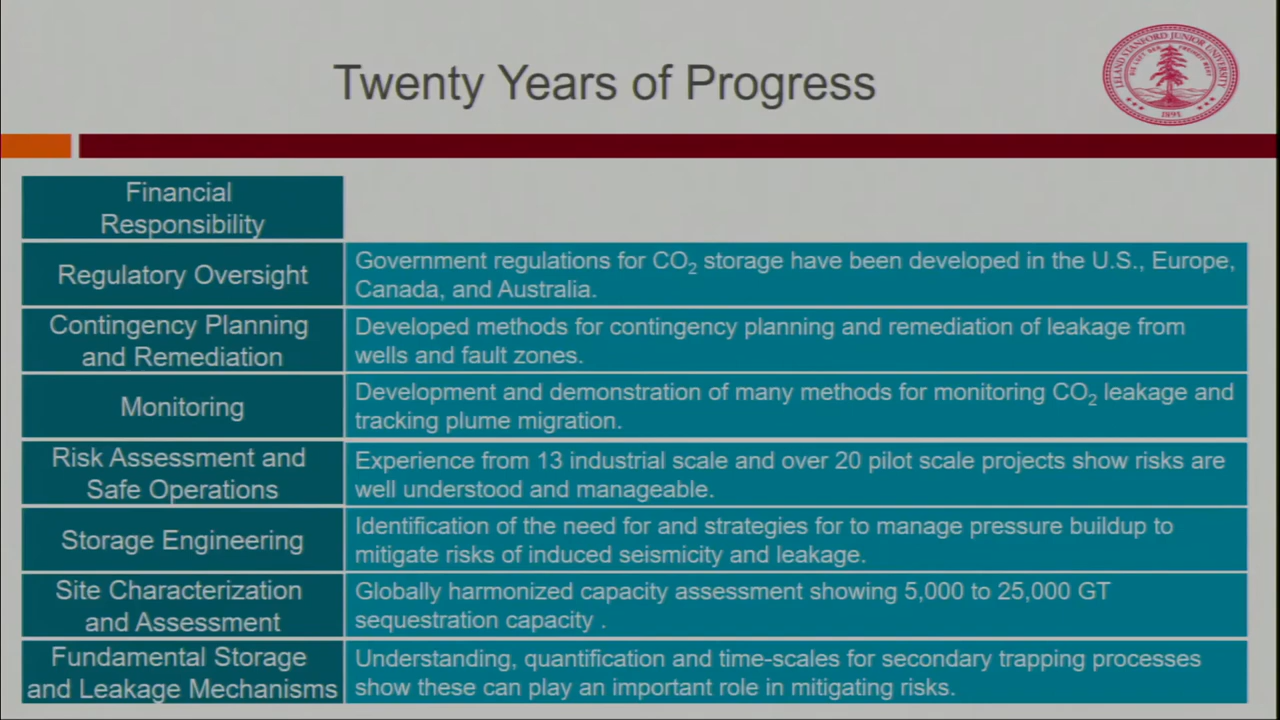 Twenty Years of Progress
LELAND STANFORD JUNIOR UNIVERSITY
1891
Financial
Responsibility
Regulatory Oversight
Government regulations for CO₂ storage have been developed in the U.S., Europe,
Canada, and Australia.
Contingency Planning
and Remediation
Developed methods for contingency planning and remediation of leakage from
wells and fault zones.
Monitoring
Development and demonstration of many methods for monitoring CO₂ leakage and
tracking plume migration.
Risk Assessment and
Safe Operations
Experience from 13 industrial scale and over 20 pilot scale projects show risks are
well understood and manageable.
Storage Engineering
Identification of the need for and strategies for to manage pressure buildup to
mitigate risks of induced seismicity and leakage.
Site Characterization
and Assessment
Globally harmonized capacity assessment showing 5,000 to 25,000 GT
sequestration capacity .
Fundamental Storage
and Leakage Mechanisms
Understanding, quantification and time-scales for secondary trapping processes
show these can play an important role in mitigating risks.